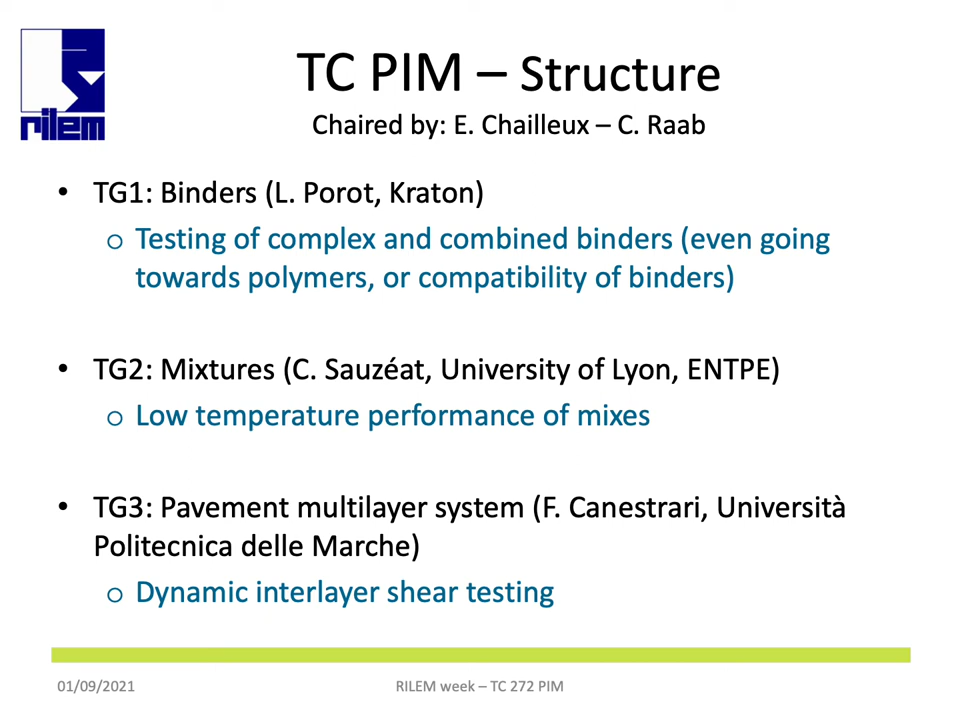 rilem
TC PIM – Structure
Chaired by: E. Chailleux – C. Raab
• TG1: Binders (L. Porot, Kraton)
o Testing of complex and combined binders (even going
towards polymers, or compatibility of binders)
• TG2: Mixtures (C. Sauzéat, University of Lyon, ENTPE)
o Low temperature performance of mixes
• TG3: Pavement multilayer system (F. Canestrari, Università
Politecnica delle Marche)
o Dynamic interlayer shear testing
01/09/2021
RILEM week – TC 272 PIM